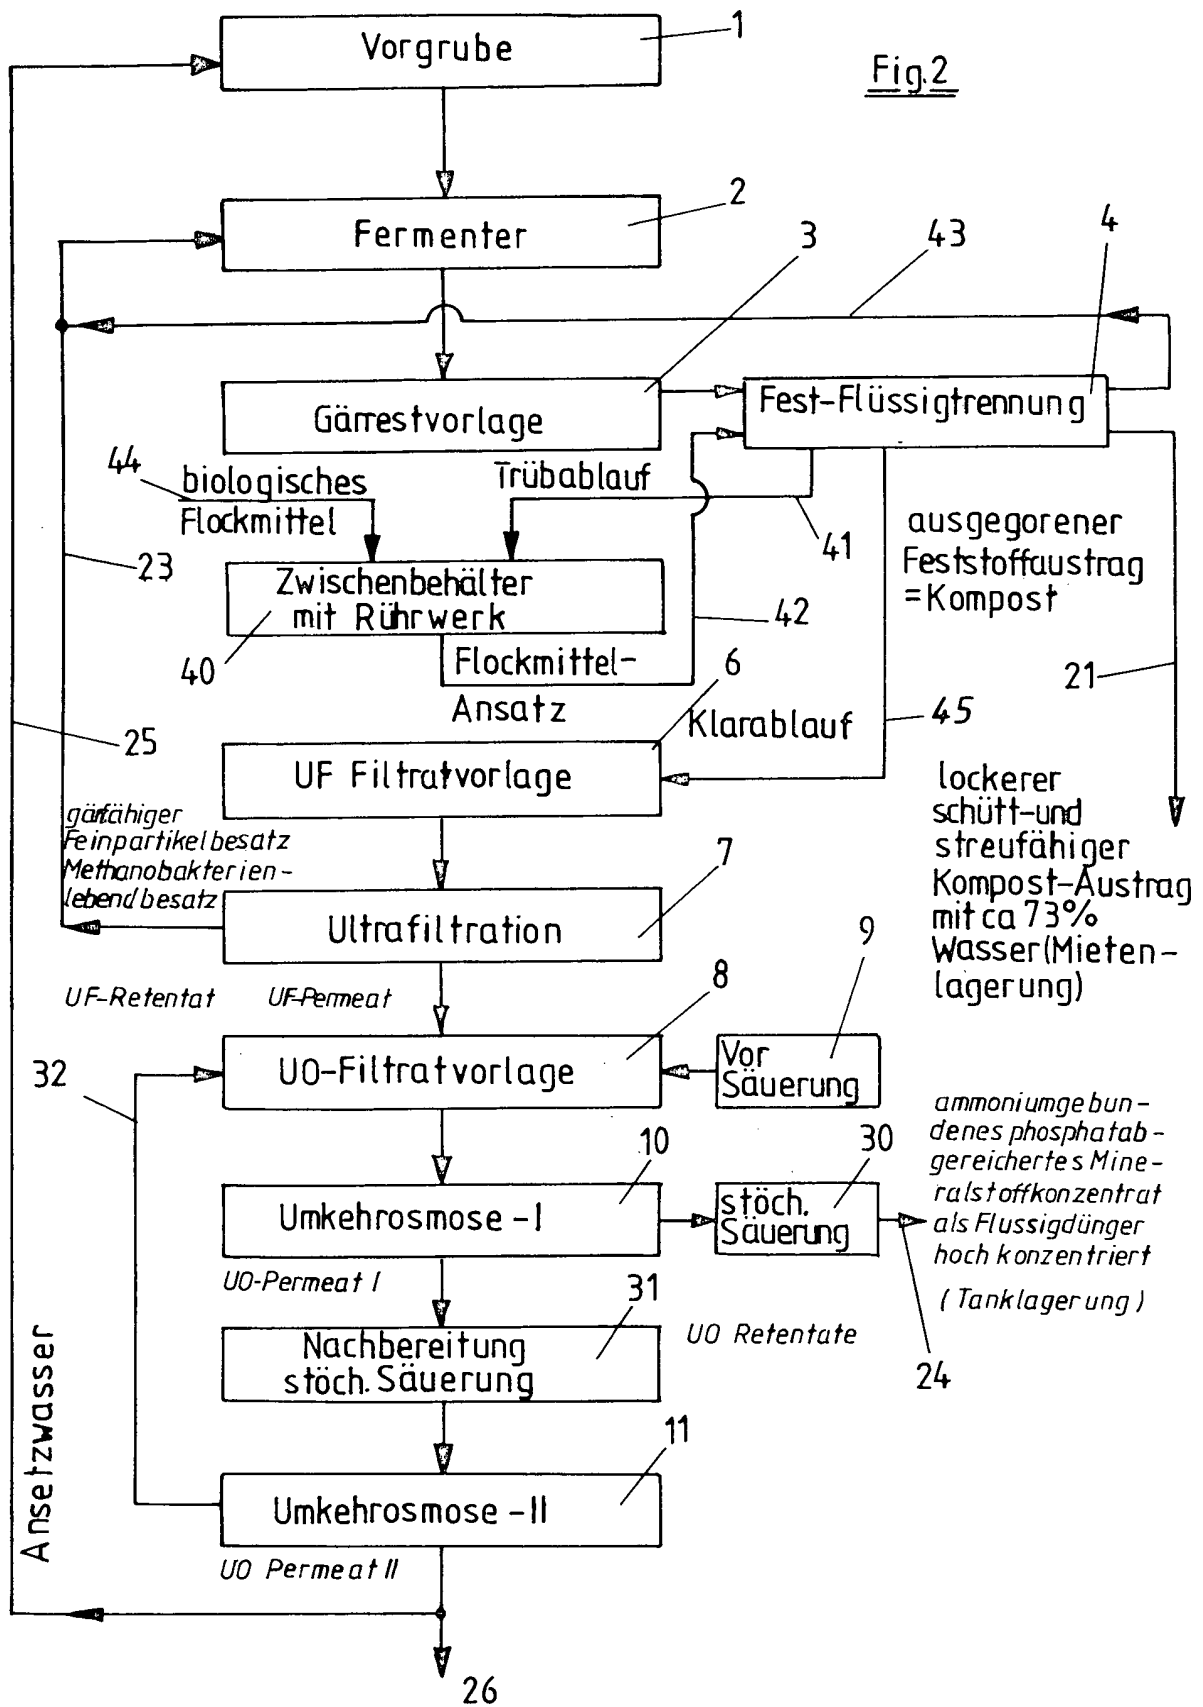 1
Vorgrube
Fig.2
2
Fermenter
3
43
4
Gärrestvorlage
Fest-Flüssigtrennung
44
biologisches
Flockmittel
Trübablauf
41
ausgegorener
Feststoffaustrag
=Kompost
23
Zwischenbehälter
mit Rührwerk
42
40
Flockmittel-
Ansatz
6
21
25
Klarablauf
45
UF Filtratvorlage
lockerer
schütt-und
streufähiger
Kompost-Austrag
mit ca 73%
Wasser(Mieten-
lagerung)
gärfähiger
Feinpartikelbesatz
Methanobakterien-
lebendbesatz
7
Ultrafiltration
9
UF-Retentat
UF-Permeat
8
32
UO-Filtratvorlage
Vor
Säuerung
ammoniumgebun-
denes phosphatab-
gereichertes Mine-
ralstoffkonzentrat
als Flussigdünger
hoch konzentriert
(Tanklagerung)
10
30
Umkehrosmose-I
stöch.
Säuerung
UO-Permeat I
31
UO Retentate
24
Nachbereitung
stöch. Säuerung
11
Umkehrosmose-II
Ansetzwasser
UO Permeat II
26